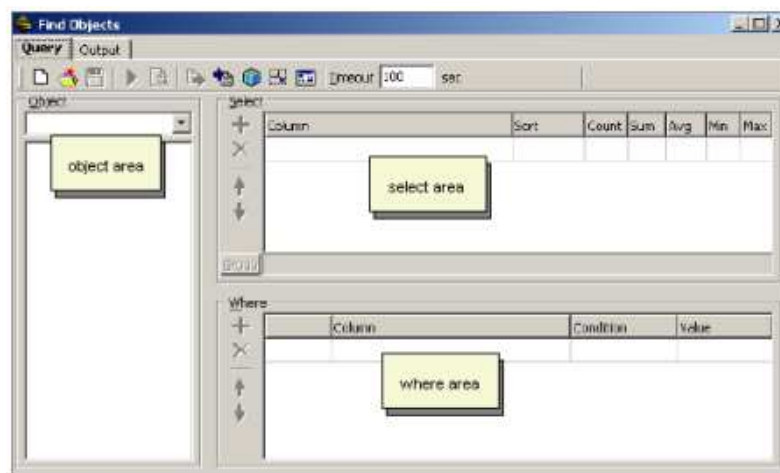 Find Objects
Query Output
Timeout 100 sec
Object
Select
Column Sort Count Sum Avg Min Max
object area
select area
Group
Where
Column Condition Value
where area